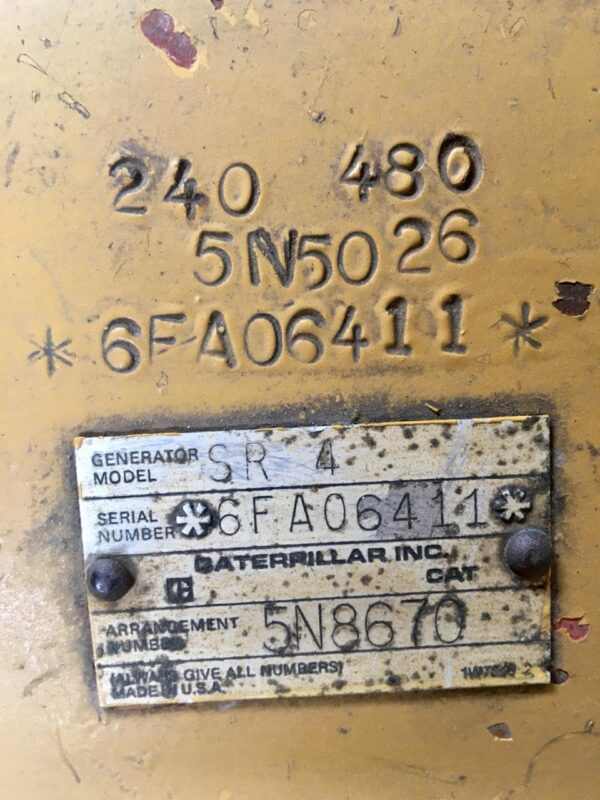 240 480
5N5026
*6FA06411*
GENERATOR MODEL SR 4
SERIAL NUMBER *6FA06411*
CATERPILLAR INC.
CAT
ARRANGEMENT NUMBER 5N8670
(ALWAYS GIVE ALL NUMBERS)
MADE IN U.S.A.